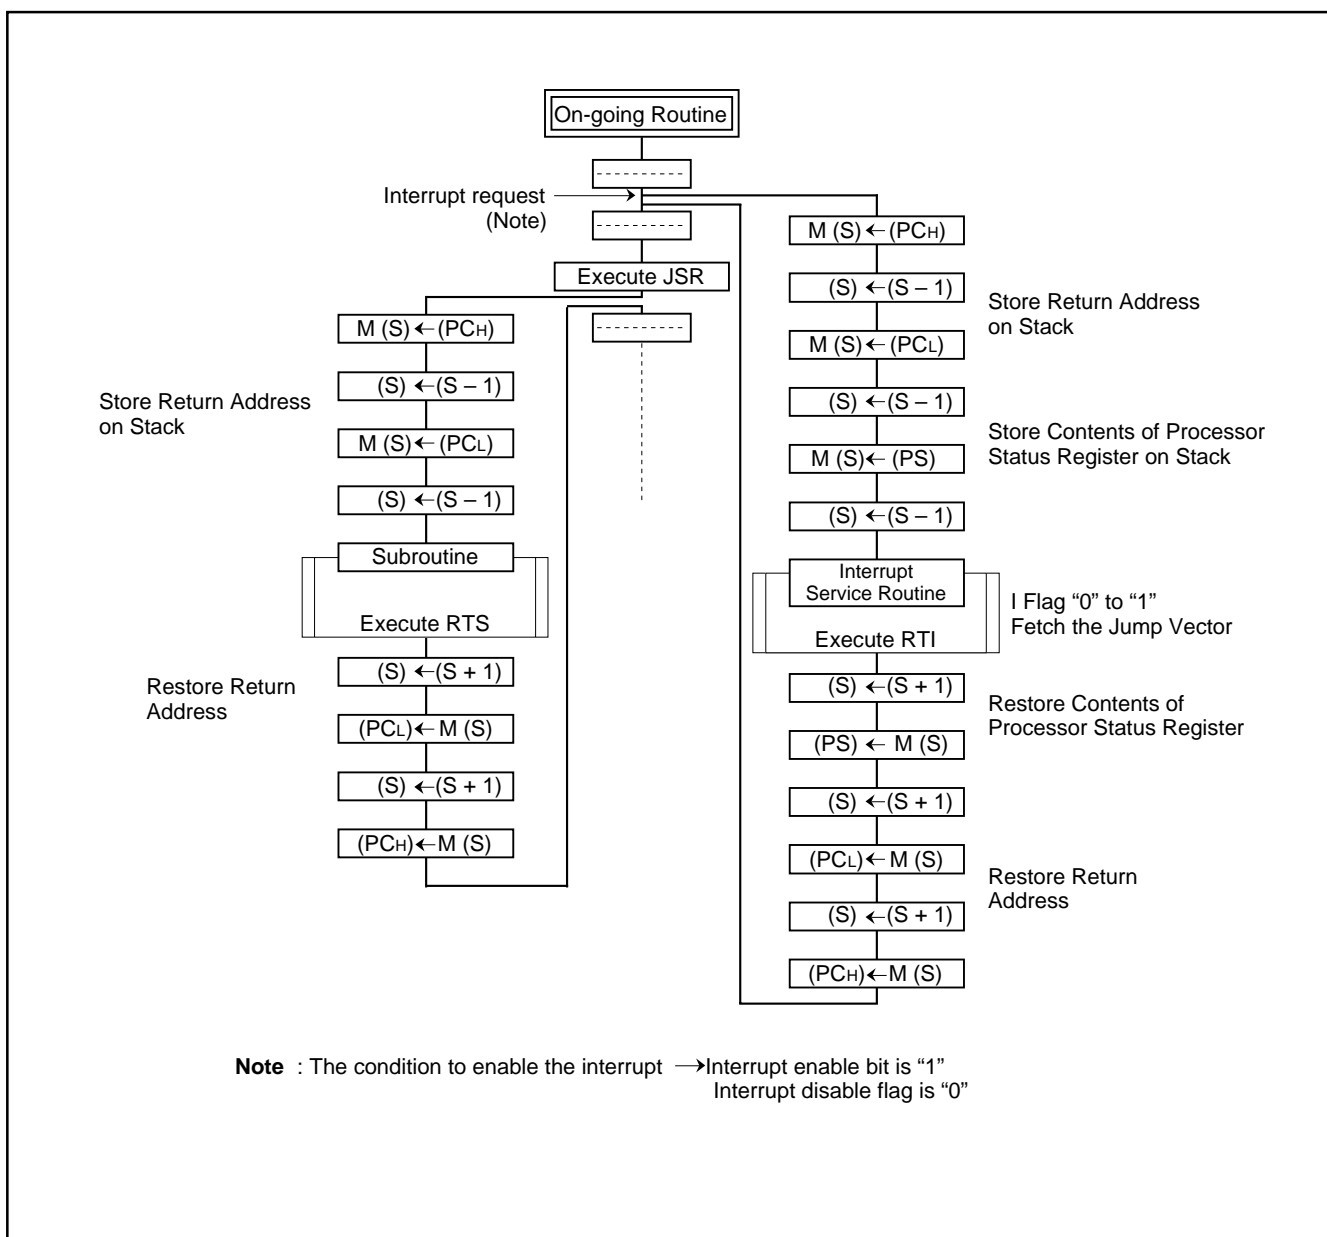 On-going Routine
Interrupt request
(Note)
Execute JSR
M (S) ← (PCH)
(S) ← (S – 1)
M (S) ← (PCL)
(S) ← (S – 1)
Store Return Address
on Stack
Subroutine
Execute RTS
(S) ← (S + 1)
(PCL) ← M (S)
(S) ← (S + 1)
(PCH) ← M (S)
Restore Return
Address
M (S) ← (PCH)
(S) ← (S – 1)
M (S) ← (PCL)
(S) ← (S – 1)
M (S) ← (PS)
(S) ← (S – 1)
Store Return Address
on Stack
Store Contents of Processor
Status Register on Stack
Interrupt
Service Routine
Execute RTI
I Flag “0” to “1”
Fetch the Jump Vector
(S) ← (S + 1)
(PS) ← M (S)
(S) ← (S + 1)
(PCL) ← M (S)
(S) ← (S + 1)
(PCH) ← M (S)
Restore Contents of
Processor Status Register
Restore Return
Address
Note : The condition to enable the interrupt → Interrupt enable bit is “1”
Interrupt disable flag is “0”